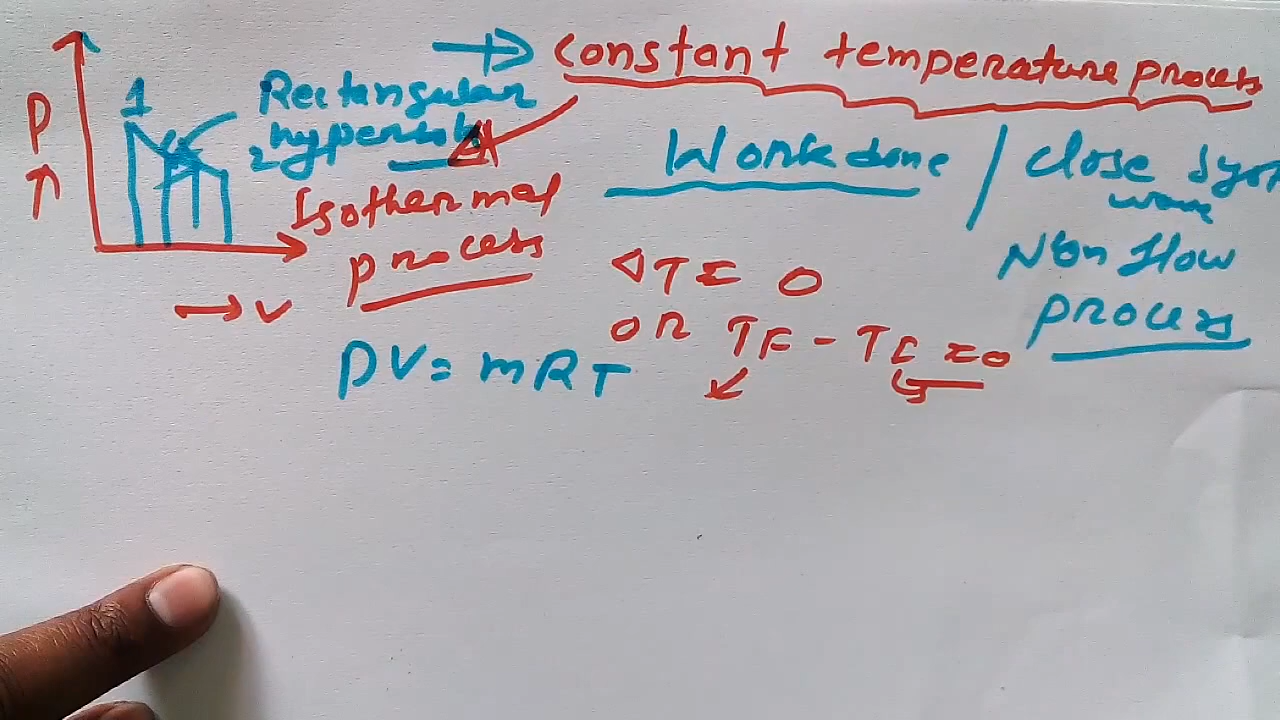 → Constant temperature process
P ↑
1
2
Rectangular
Isothermal
process
→ V
Work done / Close
Non flow
process
ΔT = 0
OR TF - TI = 0
PV = mRT